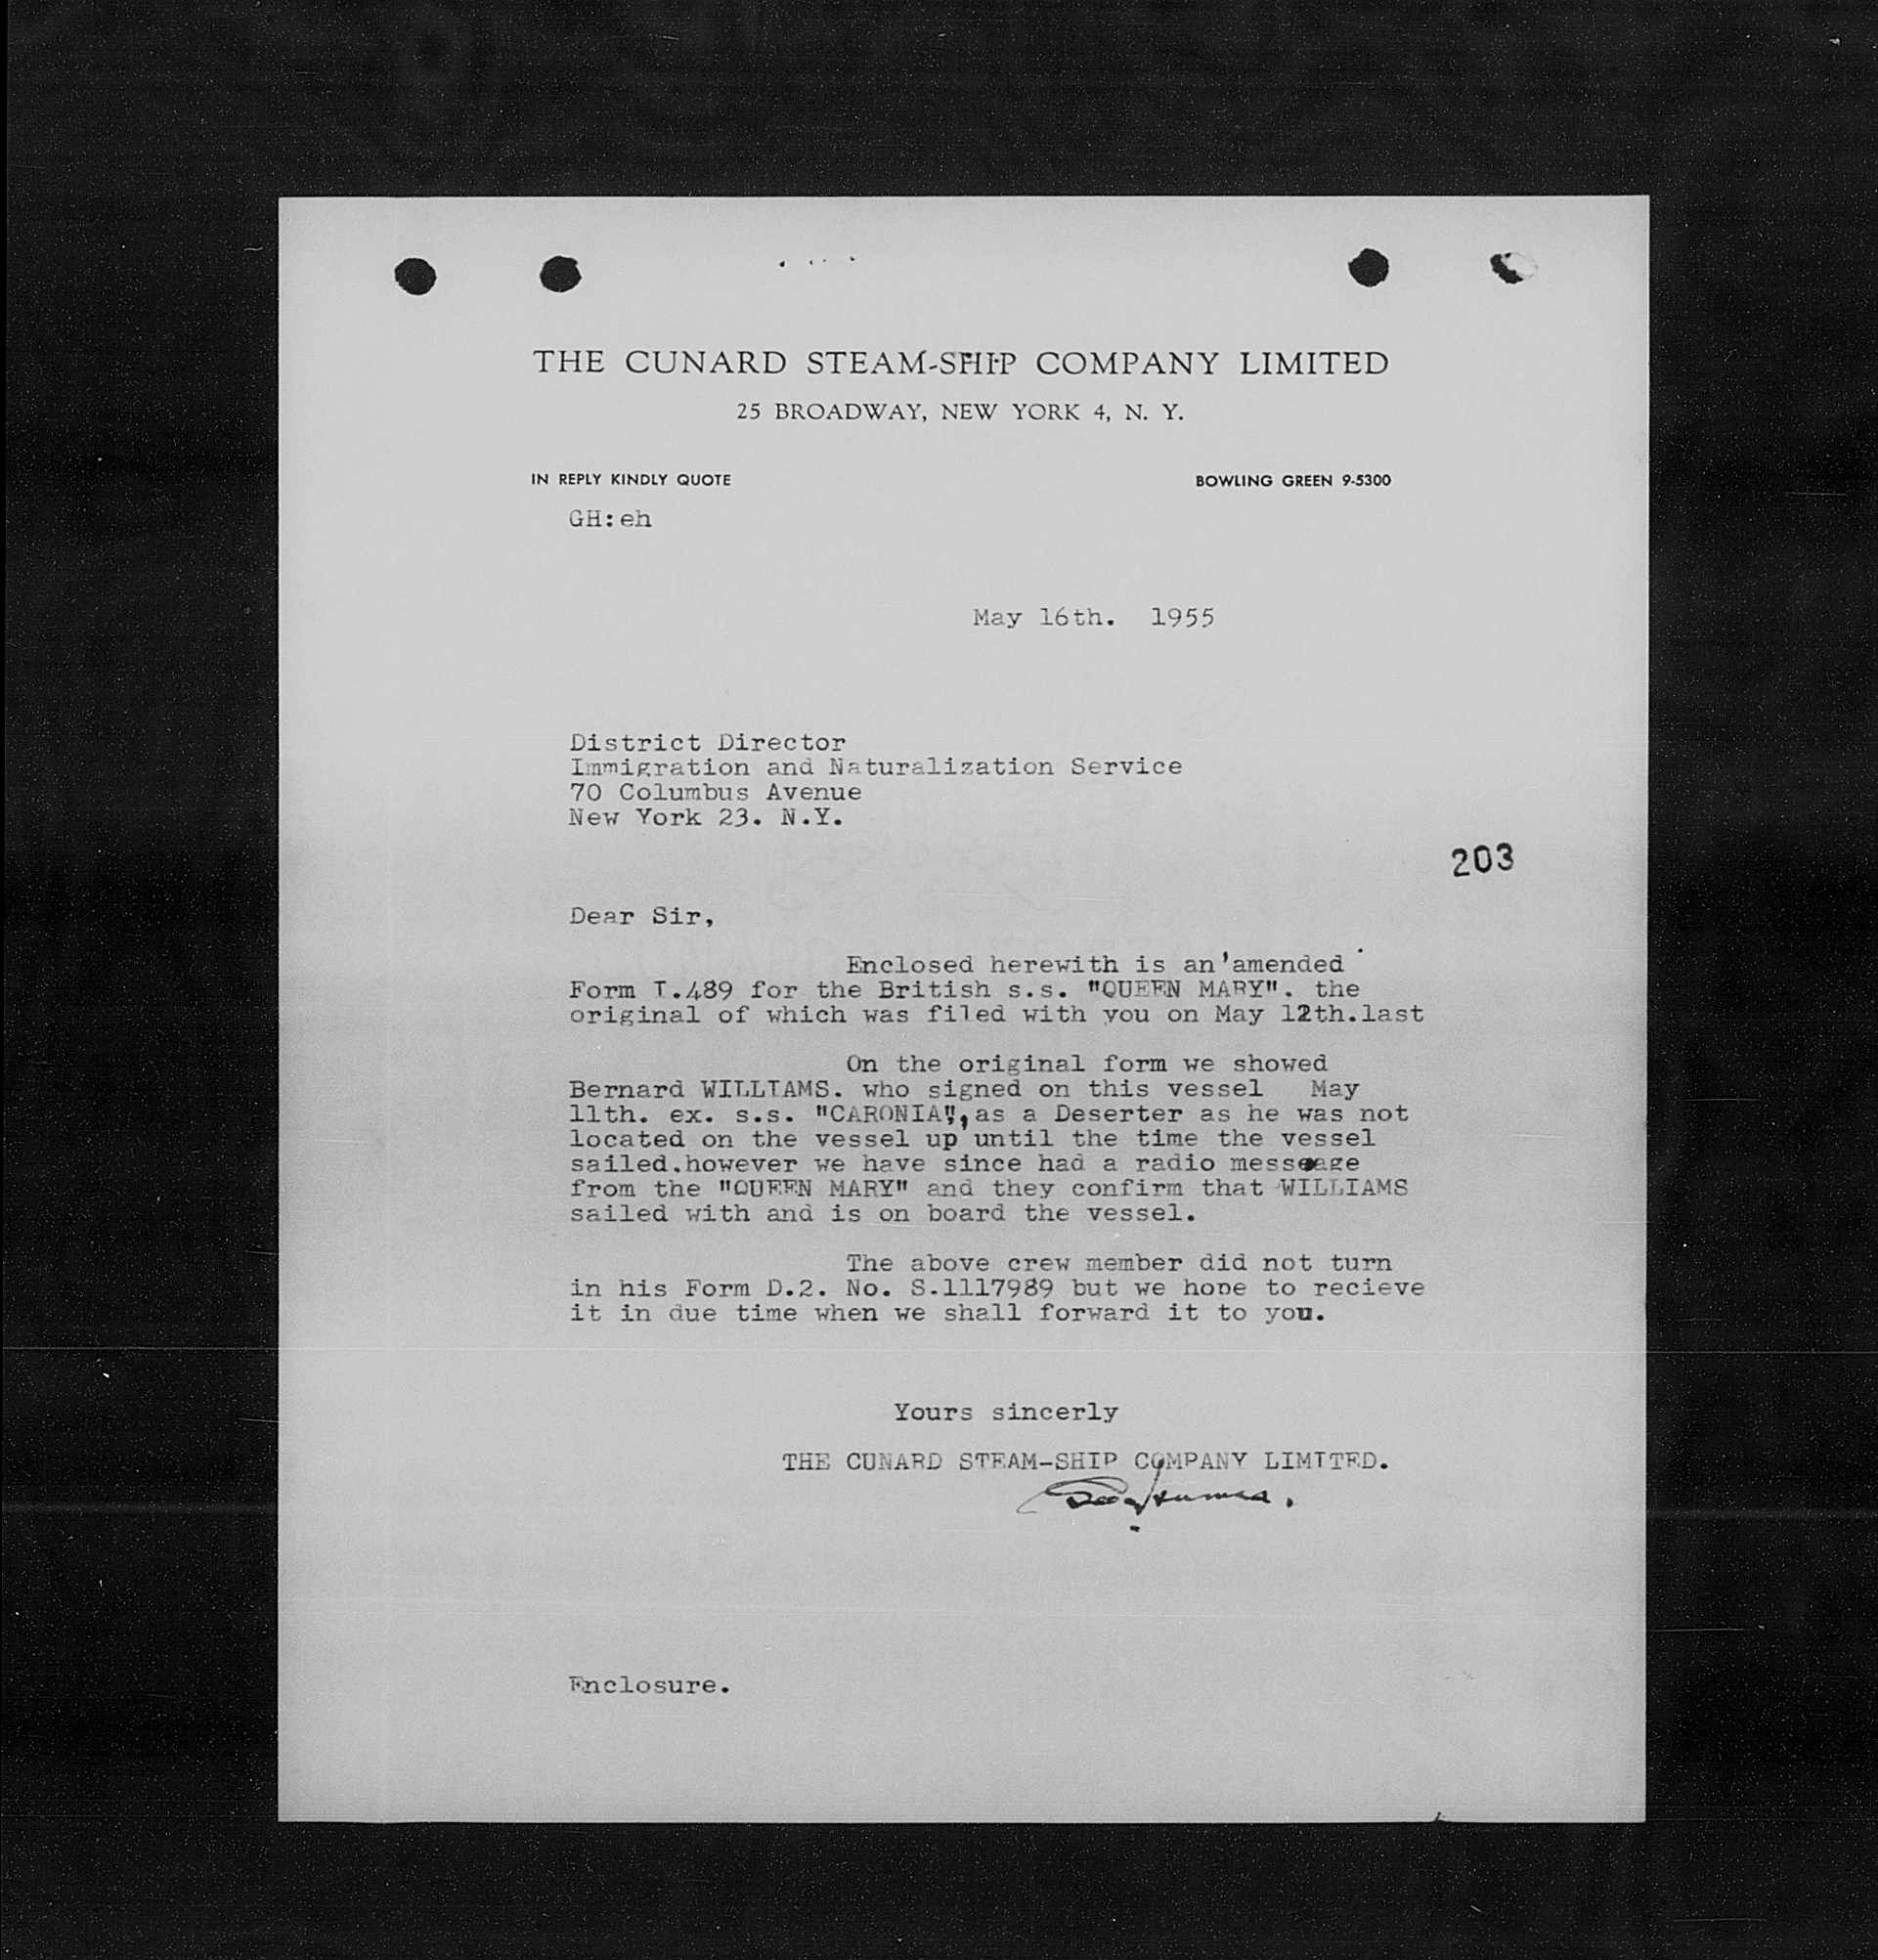 THE CUNARD STEAM-SHIP COMPANY LIMITED
25 BROADWAY, NEW YORK 4, N. Y.
IN REPLY KINDLY QUOTE
BOWLING GREEN 9-5300
GH:eh
May 16th. 1955
District Director
Immigration and Naturalization Service
70 Columbus Avenue
New York 23. N.Y.
203
Dear Sir,
Enclosed herewith is an amended
Form I.489 for the British s.s. "QUEEN MARY". the
original of which was filed with you on May 12th.last
On the original form we showed
Bernard WILLIAMS. who signed on this vessel May
11th. ex. s.s. "CARONIA", as a Deserter as he was not
located on the vessel up until the time the vessel
sailed.however we have since had a radio messeage
from the "QUEEN MARY" and they confirm that WILLIAMS
sailed with and is on board the vessel.
The above crew member did not turn
in his Form D.2. No. S.1117989 but we hope to recieve
it in due time when we shall forward it to you.
Yours sincerly
THE CUNARD STEAM-SHIP COMPANY LIMITED.
Enclosure.